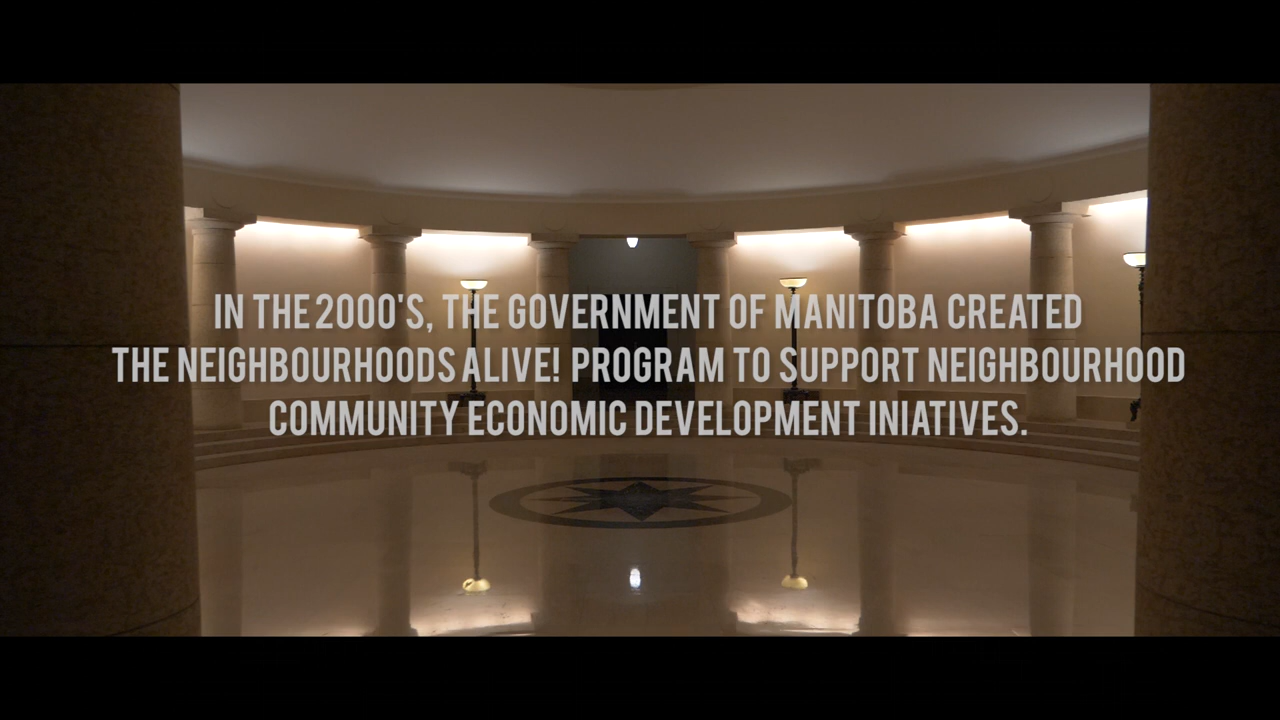 IN THE 2000'S, THE GOVERNMENT OF MANITOBA CREATED
THE NEIGHBOURHOODS ALIVE! PROGRAM TO SUPPORT NEIGHBOURHOOD
COMMUNITY ECONOMIC DEVELOPMENT INIATIVES.